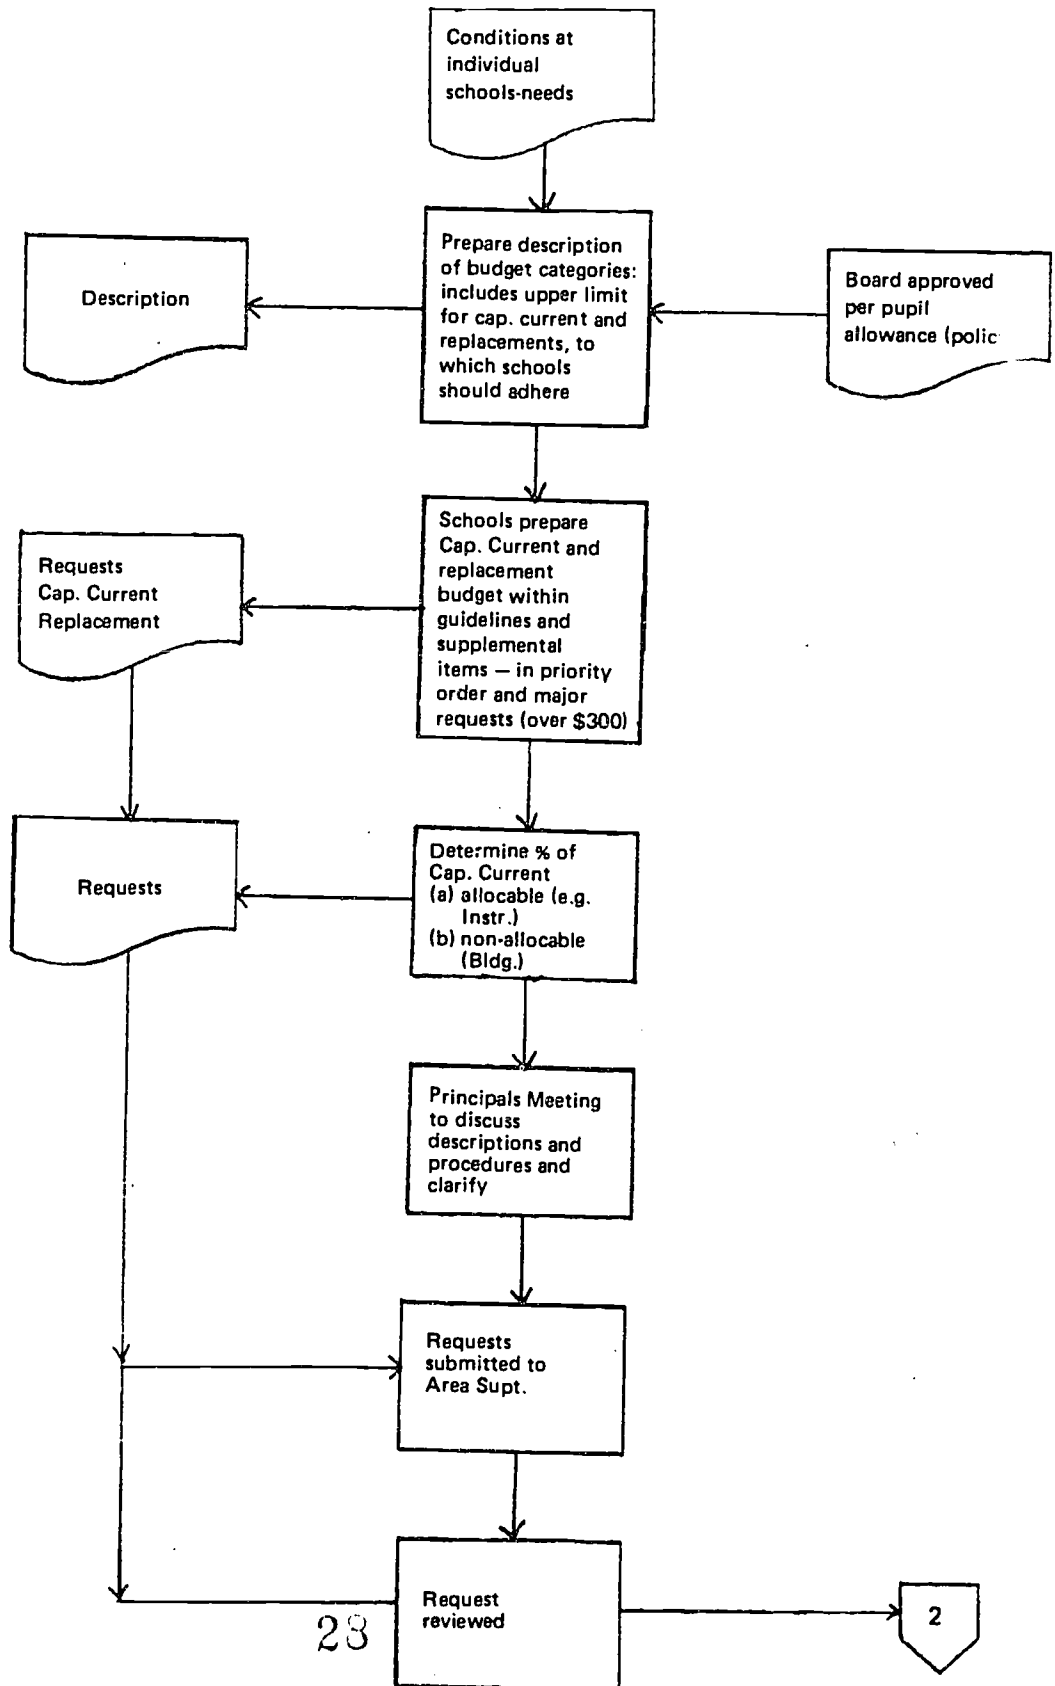 Conditions at
individual
schools-needs
Prepare description
of budget categories:
includes upper limit
for cap. current and
replacements, to
which schools
should adhere
Description
Board approved
per pupil
allowance (polic
Schools prepare
Cap. Current and
replacement
budget within
guidelines and
supplemental
items — in priority
order and major
requests (over $300)
Requests
Cap. Current
Replacement
Determine % of
Cap. Current
(a) allocable (e.g.
Instr.)
(b) non-allocable
(Bldg.)
Requests
Principals Meeting
to discuss
descriptions and
procedures and
clarify
Requests
submitted to
Area Supt.
Request
reviewed
2
28